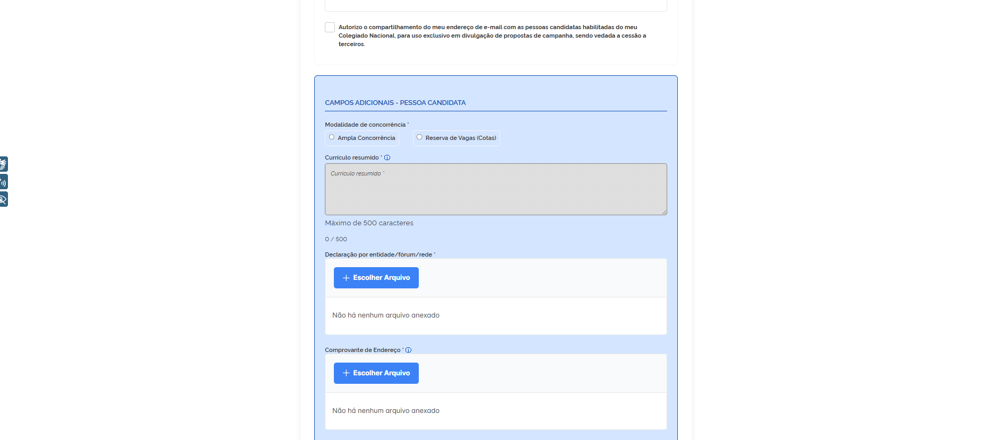 Autorizo o compartilhamento do meu endereço de e-mail com as pessoas candidatas habilitadas do meu
Colegiado Nacional, para uso exclusivo em divulgação de propostas de campanha, sendo vedada a cessão a
terceiros.
CAMPOS ADICIONAIS - PESSOA CANDIDATA
Modalidade de concorrência *
Ampla Concorrência
Reserva de Vagas (Cotas)
Currículo resumido *
Currículo resumido *
Máximo de 500 caracteres
0 / 500
Declaração por entidade/fórum/rede *
Escolher Arquivo
Não há nenhum arquivo anexado
Comprovante de Endereço *
Escolher Arquivo
Não há nenhum arquivo anexado